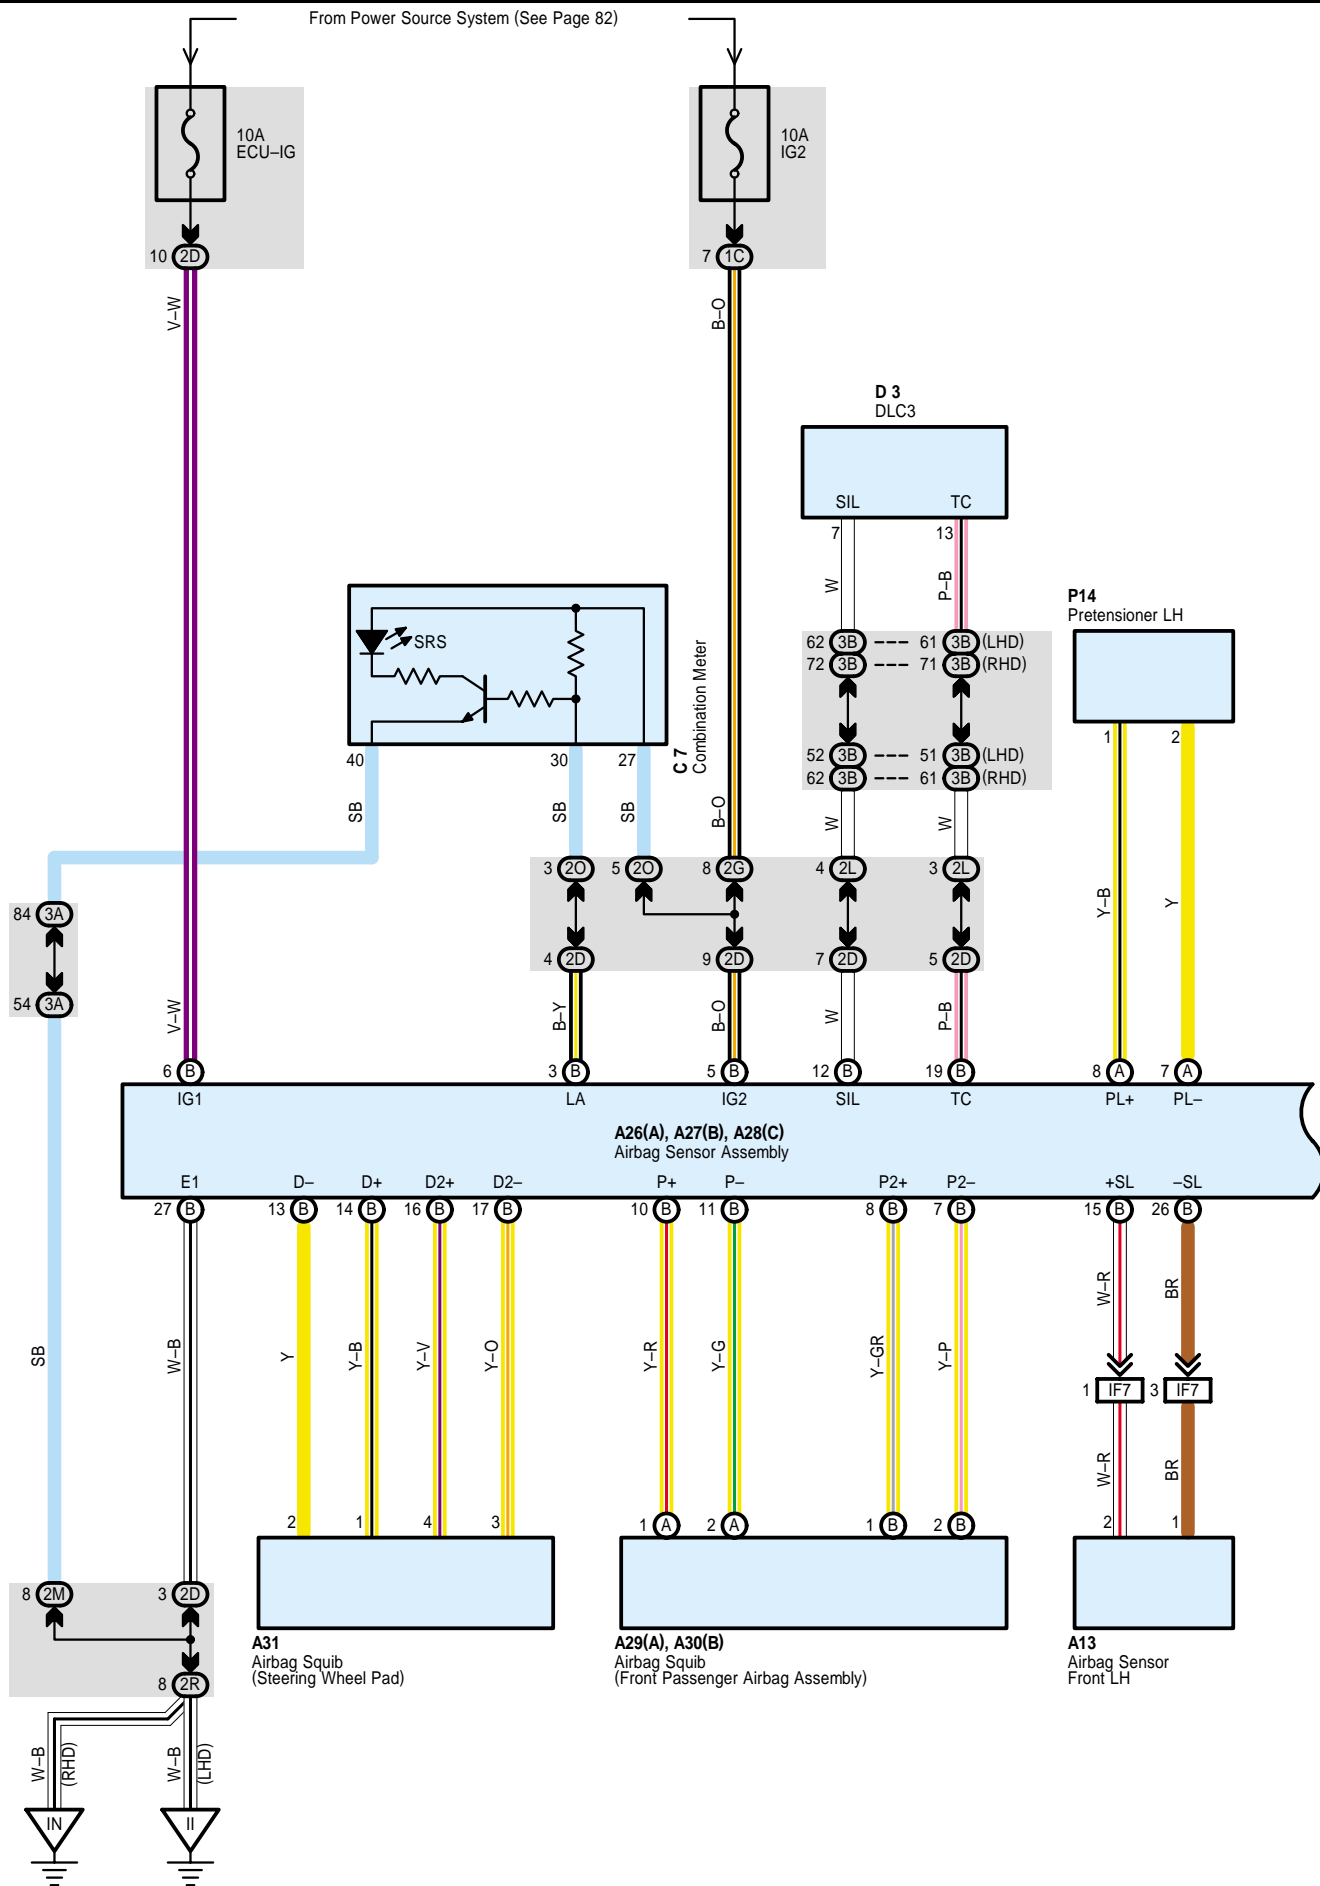 From Power Source System (See Page 82)
10A
ECU–IG
10A
IG2
10 2D
7 1C
V–W
B–O
D 3
DLC3
SIL TC
7 13
W
P–B
P14
Pretensioner LH
SRS
62 3B 61 3B (LHD)
72 3B 71 3B (RHD)
C 7
Combination Meter
1 2
40 30 27
52 3B 51 3B (LHD)
62 3B 61 3B (RHD)
SB
SB
SB
B–O
W
W
3 2O 5 2O 8 2G 4 2L 3 2L
Y–B
Y
84 3A
4 2D 9 2D 7 2D 5 2D
54 3A
V–W
B–Y
B–O
W
P–B
6 B 3 B 5 B 12 B 19 B 8 A 7 A
IG1 LA IG2 SIL TC PL+ PL–
A26(A), A27(B), A28(C)
Airbag Sensor Assembly
E1 D– D+ D2+ D2– P+ P– P2+ P2– +SL –SL
27 B 13 B 14 B 16 B 17 B 10 B 11 B 8 B 7 B 15 B 26 B
W–R
BR
SB
W–B
Y
Y–B
Y–V
Y–O
Y–R
Y–G
Y–GR
Y–P
1 IF7 3 IF7
W–R
BR
2 1 4 3 1 A 2 A 1 B 2 B 2 1
8 2M 3 2D
A31
Airbag Squib
(Steering Wheel Pad)
A29(A), A30(B)
Airbag Squib
(Front Passenger Airbag Assembly)
A13
Airbag Sensor
Front LH
8 2R
W–B
(RHD)
W–B
(LHD)
IN II